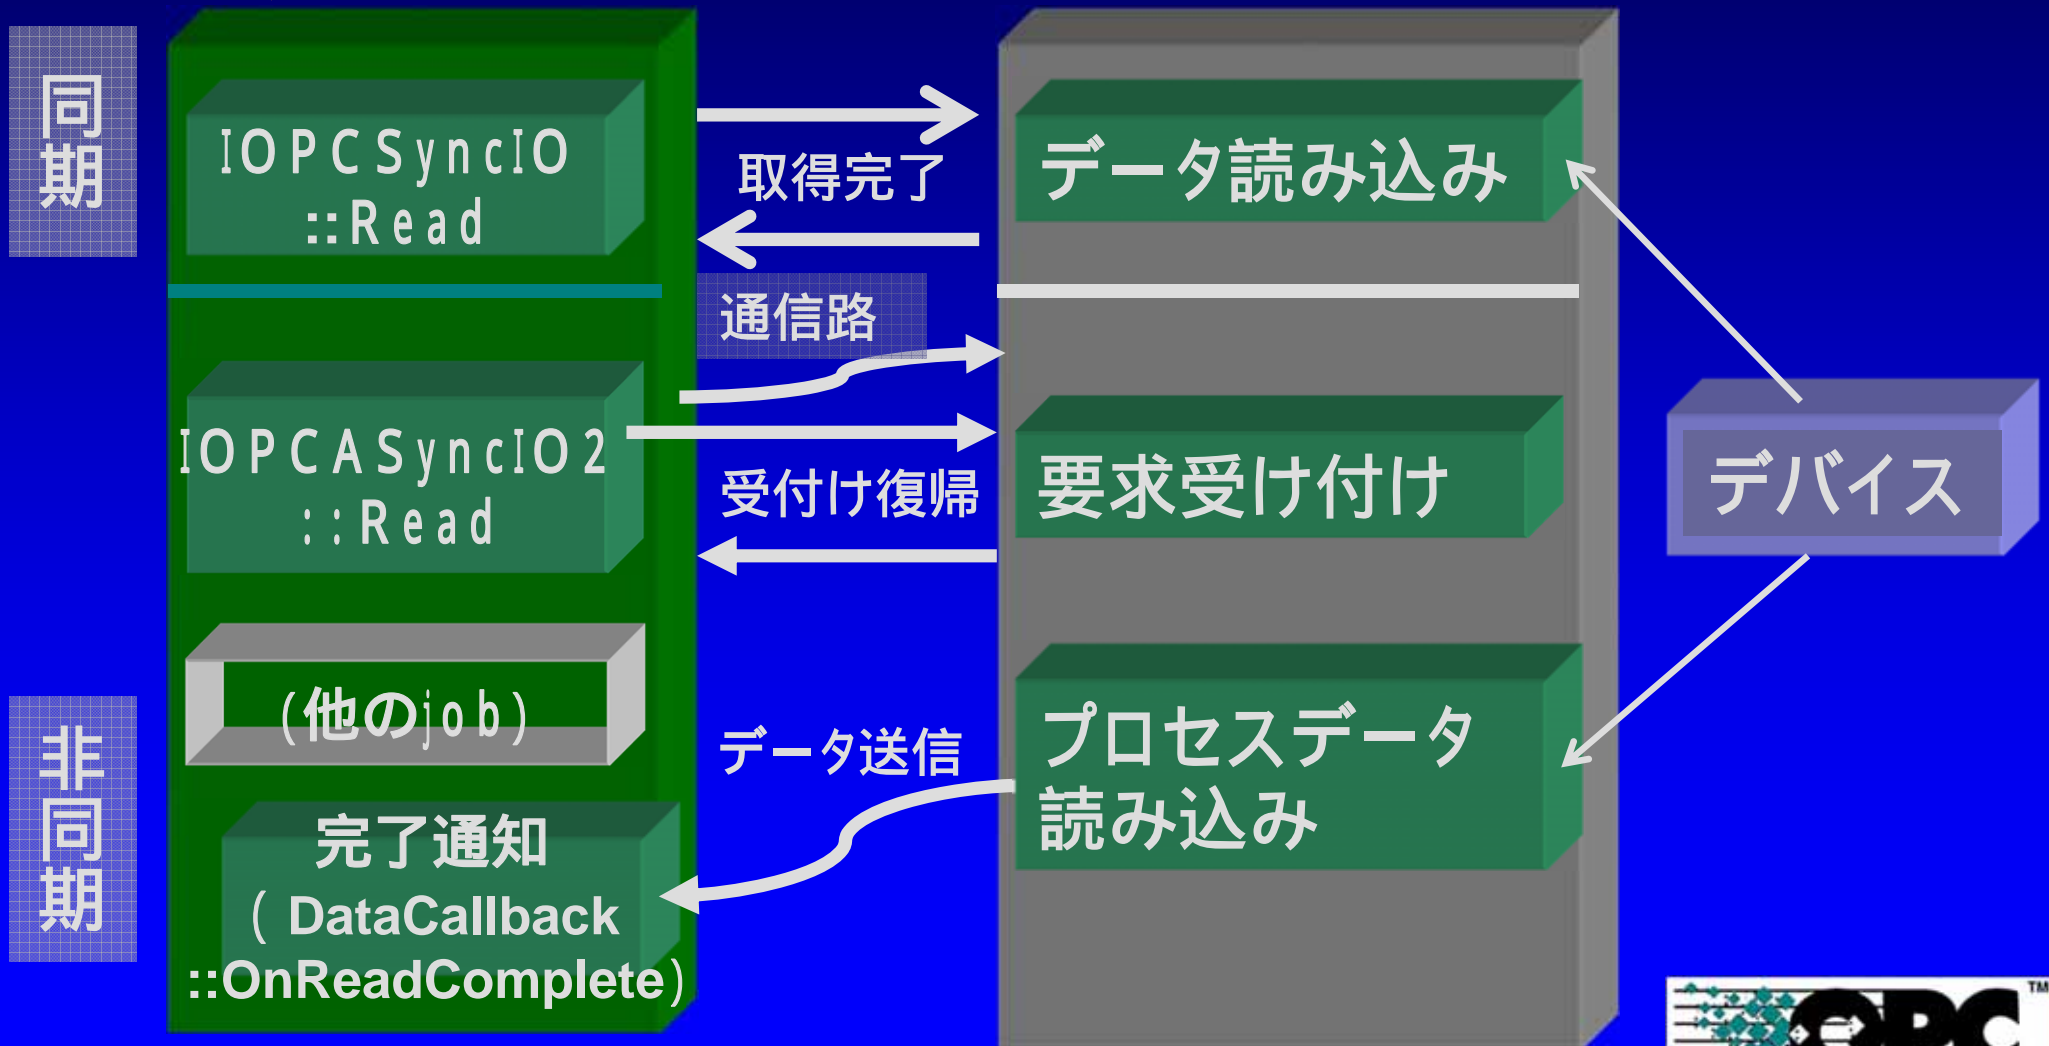 同期
IOPCSyncIO
::Read
取得完了
データ読み込み
通信路
IOPCASyncIO2
::Read
受付け復帰
要求受け付け
デバイス
非同期
(他のjob)
データ送信
プロセスデータ
読み込み
完了通知
( DataCallback
::OnReadComplete)
OPC
TM